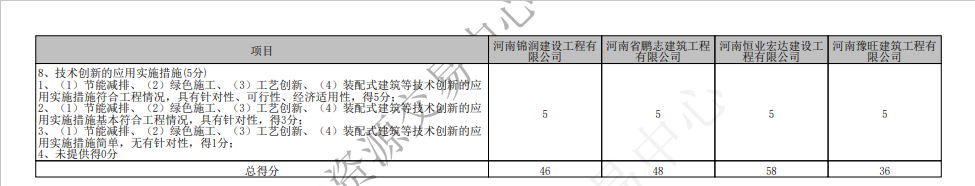 项目
河南锦润建设工程有
限公司
河南省鹏志建筑工程
有限公司
河南恒业宏达建设工
程有限公司
河南豫旺建筑工程有
限公司
8、技术创新的应用实施措施(5分)
1、（1）节能减排、（2）绿色施工、（3）工艺创新、（4）装配式建筑等技术创新的应
用实施措施符合工程情况，具有针对性、可行性、经济适用性，得5分；
2、（1）节能减排、（2）绿色施工、（3）工艺创新、（4）装配式建筑等技术创新的应
用实施措施基本符合工程情况，具有针对性，得3分；
3、（1）节能减排、（2）绿色施工、（3）工艺创新、（4）装配式建筑等技术创新的应
用实施措施简单，无有针对性，得1分；
4、未提供得0分
5
5
5
5
总得分
46
48
58
36
资源交易中心
易中心